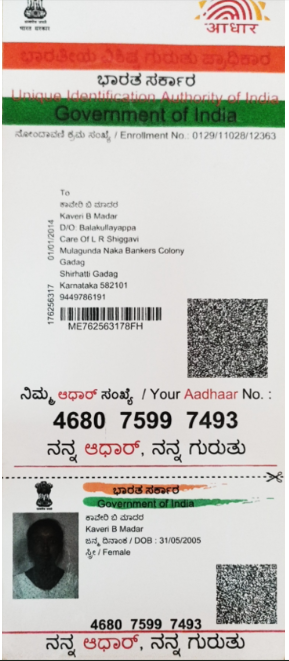 भारत सरकार
आधार
ಭಾರತೀಯ ವಿಶಿಷ್ಟ ಗುರುತು ಪ್ರಾಧಿಕಾರ
ಭಾರತ ಸರ್ಕಾರ
Unique Identification Authority of India
Government of India
ನೋಂದಾವಣೆ ಕ್ರಮ ಸಂಖ್ಯೆ / Enrollment No.: 0129/11028/12363
To
ಕಾವೇರಿ ಬಿ ಮಾದರ
Kaveri B Madar
D/O. Balakullayappa
Care Of L R Shiggavi
Mulagunda Naka Bankers Colony
Gadag
Shirhatti Gadag
Karnataka 582101
9449786191
01/01/2014
176256317
ME762563178FH
ನಿಮ್ಮ ಆಧಾರ್ ಸಂಖ್ಯೆ / Your Aadhaar No. :
4680 7599 7493
ನನ್ನ ಆಧಾರ್, ನನ್ನ ಗುರುತು
ಭಾರತ ಸರ್ಕಾರ
Government of India
ಕಾವೇರಿ ಬಿ ಮಾದರ
Kaveri B Madar
ಜನ್ಮ ದಿನಾಂಕ / DOB : 31/05/2005
ಸ್ತ್ರೀ / Female
4680 7599 7493
ನನ್ನ ಆಧಾರ್, ನನ್ನ ಗುರುತು